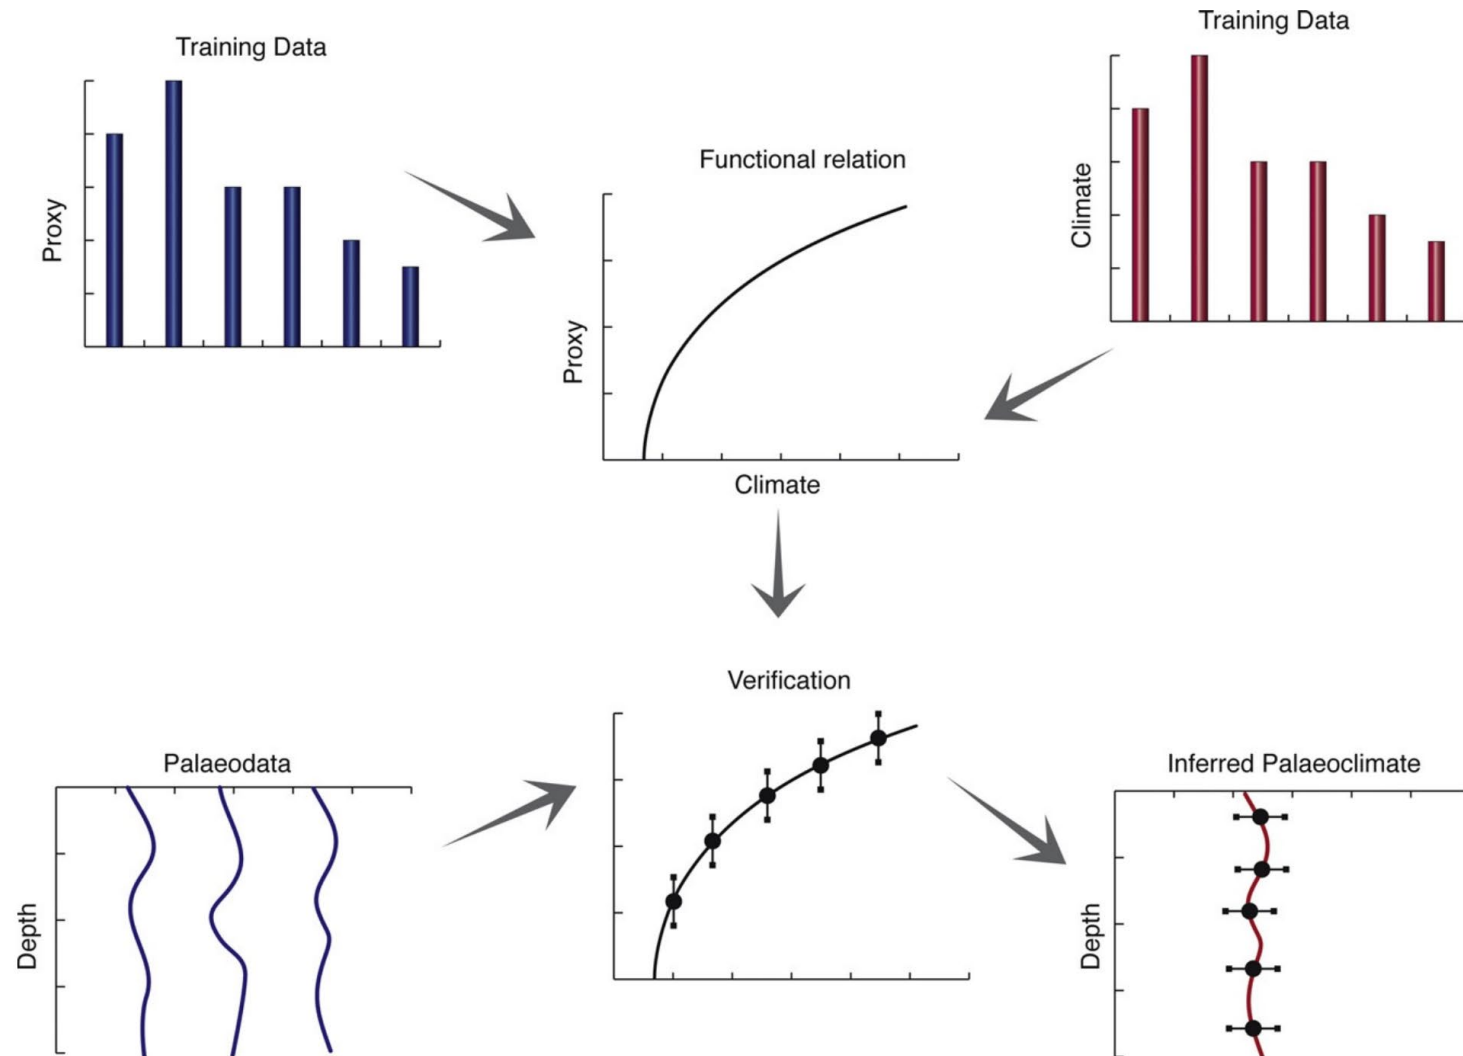 Training Data
Proxy
Functional relation
Proxy
Climate
Training Data
Climate
Palaeodata
Depth
Verification
Inferred Palaeoclimate
Depth